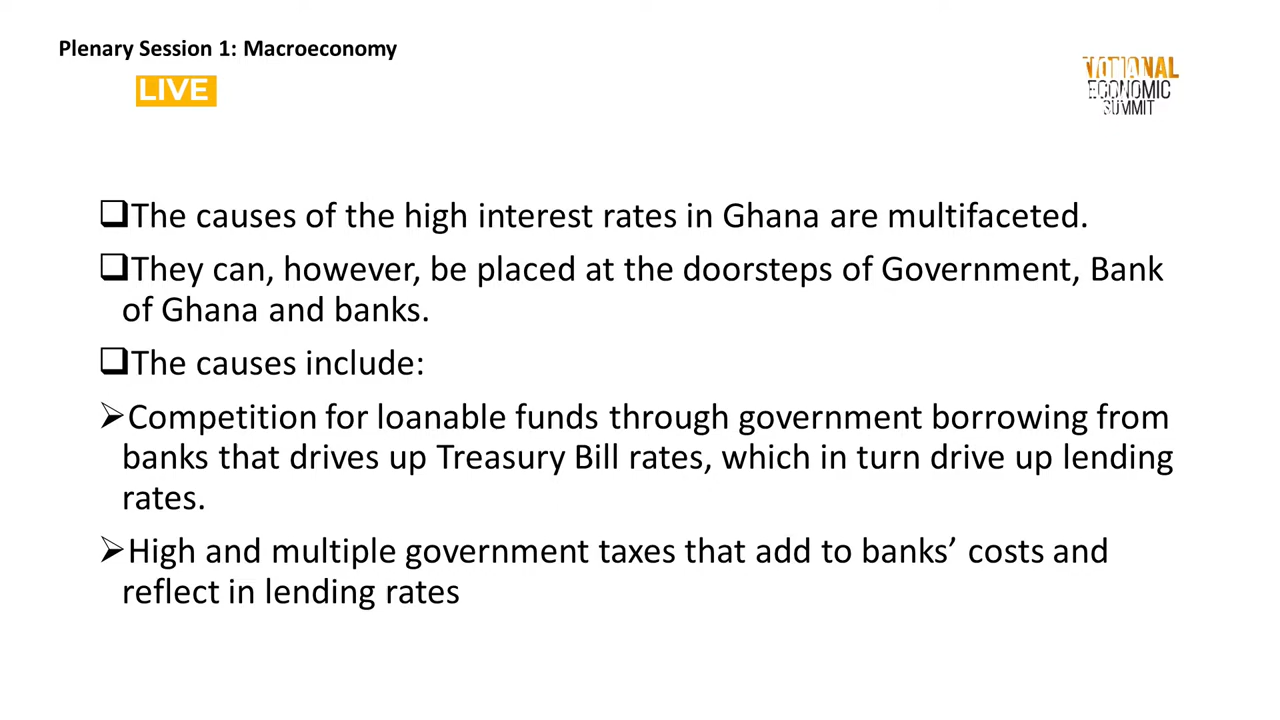 Plenary Session 1: Macroeconomy
LIVE
NATIONAL
ECONOMIC
SUMMIT
❑The causes of the high interest rates in Ghana are multifaceted.
❑They can, however, be placed at the doorsteps of Government, Bank
of Ghana and banks.
❑The causes include:
➢Competition for loanable funds through government borrowing from
banks that drives up Treasury Bill rates, which in turn drive up lending
rates.
➢High and multiple government taxes that add to banks’ costs and
reflect in lending rates